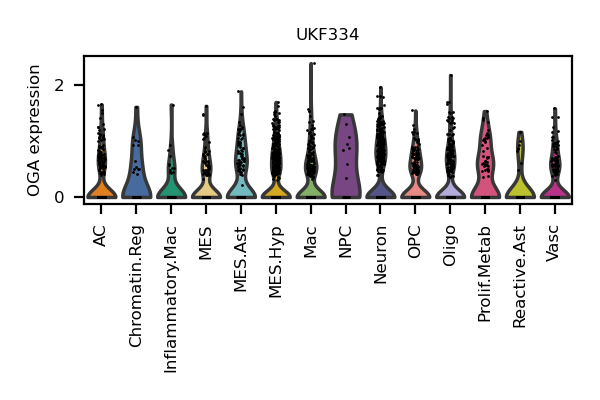 UKF334
OGA expression
2
0
AC
Chromatin.Reg
Inflammatory.Mac
MES
MES.Ast
MES.Hyp
Mac
NPC
Neuron
OPC
Oligo
Prolif.Metab
Reactive.Ast
Vasc